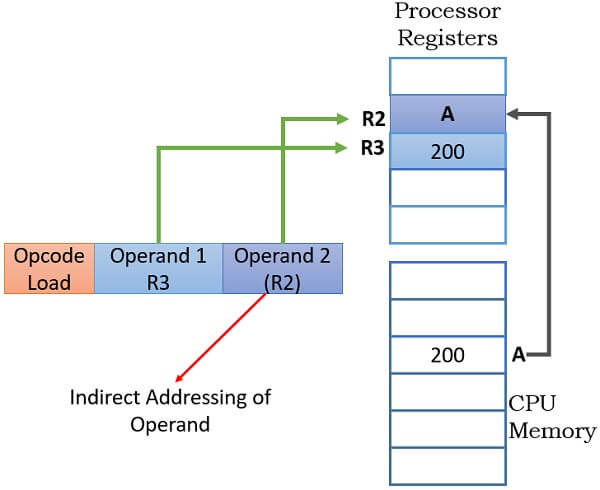 Processor
Registers
R2
A
R3
200
Opcode
Load
Operand 1
R3
Operand 2
(R2)
200
A
Indirect Addressing of
Operand
CPU
Memory